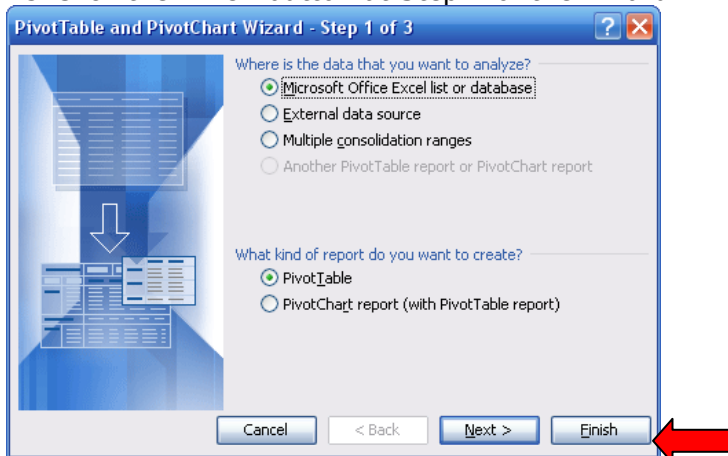 PivotTable and PivotChart Wizard - Step 1 of 3
Where is the data that you want to analyze?
Microsoft Office Excel list or database
External data source
Multiple consolidation ranges
Another PivotTable report or PivotChart report
What kind of report do you want to create?
PivotTable
PivotChart report (with PivotTable report)
Cancel < Back Next > Finish